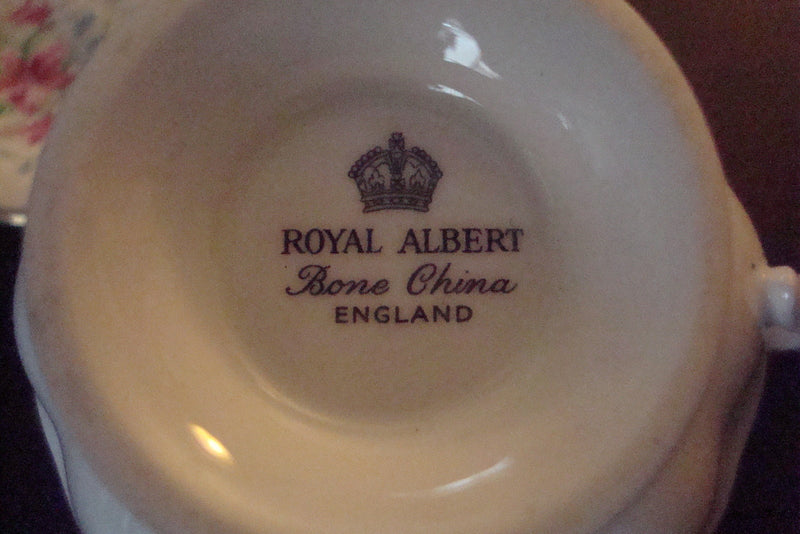 ROYAL ALBERT
Bone China
ENGLAND